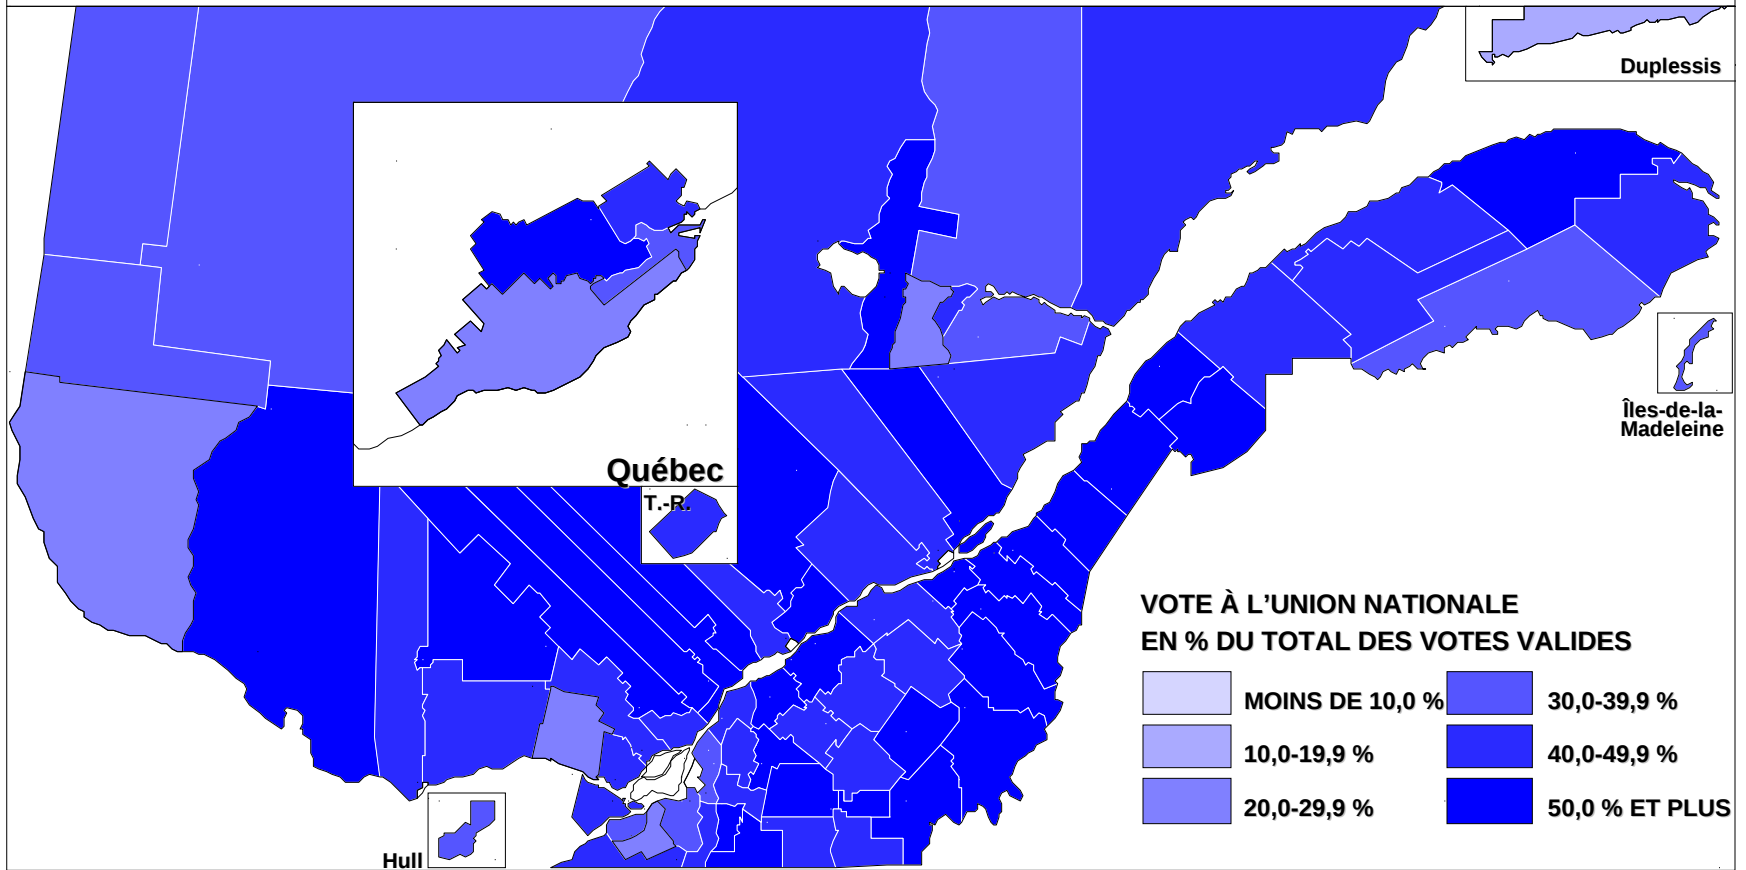 Duplessis
Îles-de-la-
Madeleine
Québec
T.-R.
VOTE À L'UNION NATIONALE
EN % DU TOTAL DES VOTES VALIDES
MOINS DE 10,0 %
30,0-39,9 %
10,0-19,9 %
40,0-49,9 %
20,0-29,9 %
50,0 % ET PLUS
Hull